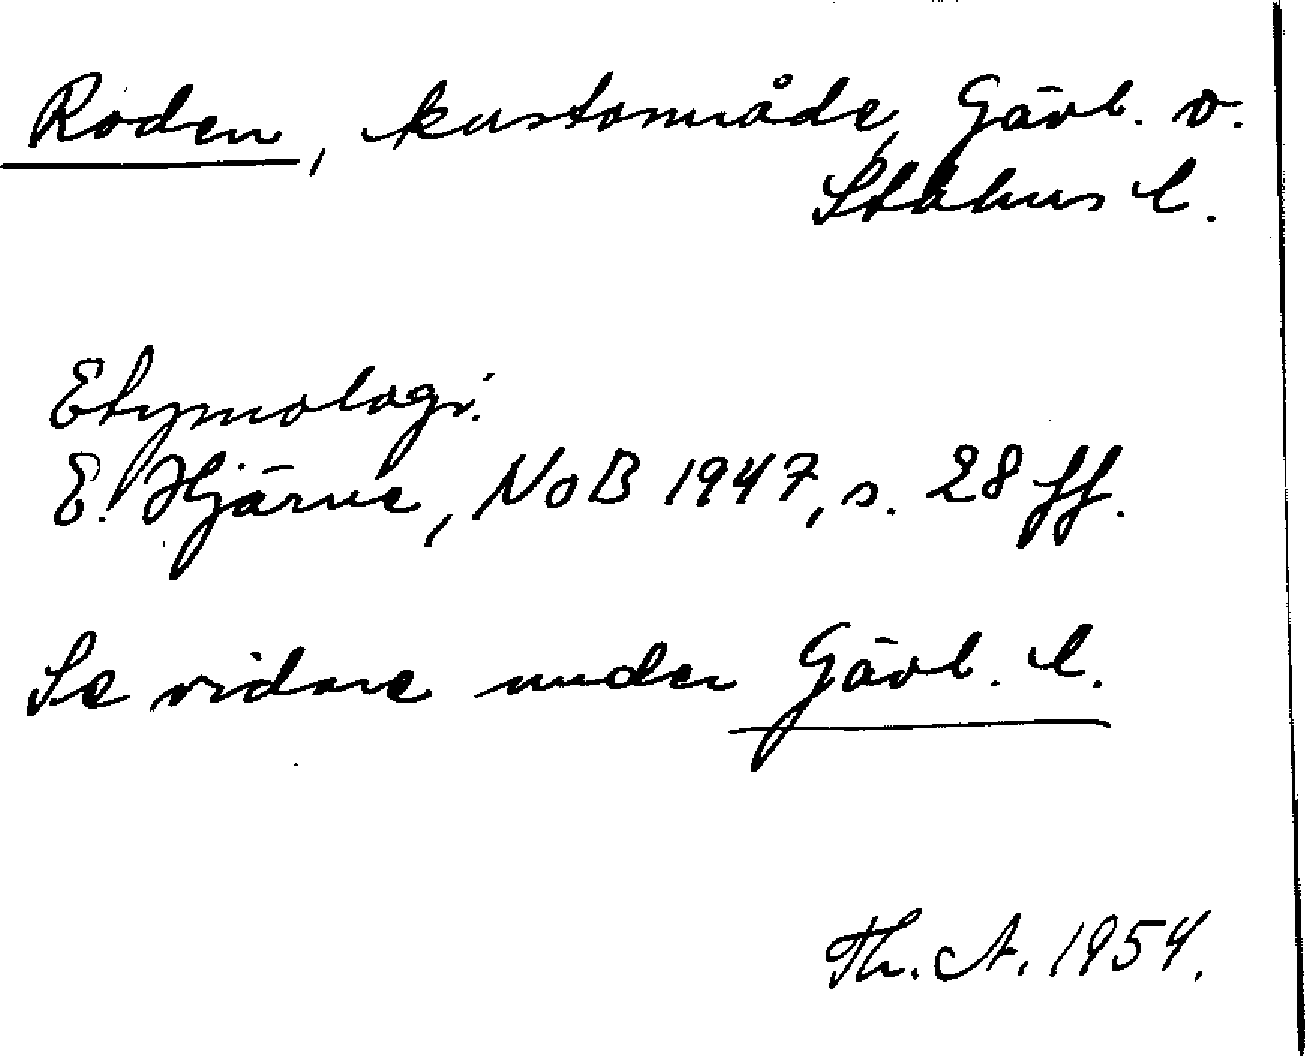 Roden, kustområde, Gävl. o.
Sthlms l.
Etymologi:
E. Hjärne, NoB 1947, s. 28 ff.
Se vidare under Gävl. l.
Th. A. 1954.